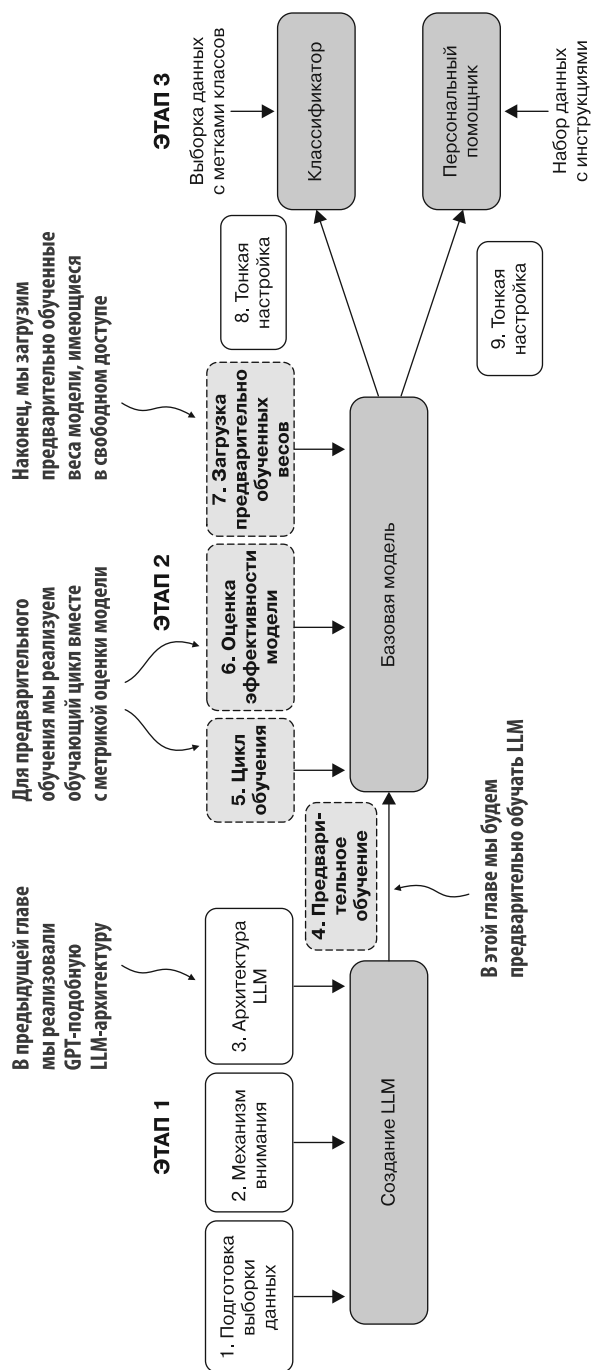 В предыдущей главе
мы реализовали
GPT-подобную
LLM-архитектуру
Для предварительного
обучения мы реализуем
обучающий цикл вместе
с метрикой оценки модели
Наконец, мы загрузим
предварительно обученные
веса модели, имеющиеся
в свободном доступе
ЭТАП 1
ЭТАП 2
ЭТАП 3
1. Подготовка
выборки
данных
2. Механизм
внимания
3. Архитектура
LLM
4. Предвари-
тельное
обучение
5. Цикл
обучения
6. Оценка
эффективности
модели
7. Загрузка
предварительно
обученных
весов
8. Тонкая
настройка
Выборка данных
с метками классов
Классификатор
Создание LLM
Базовая модель
9. Тонкая
настройка
Персональный
помощник
Набор данных
с инструкциями
В этой главе мы будем
предварительно обучать LLM